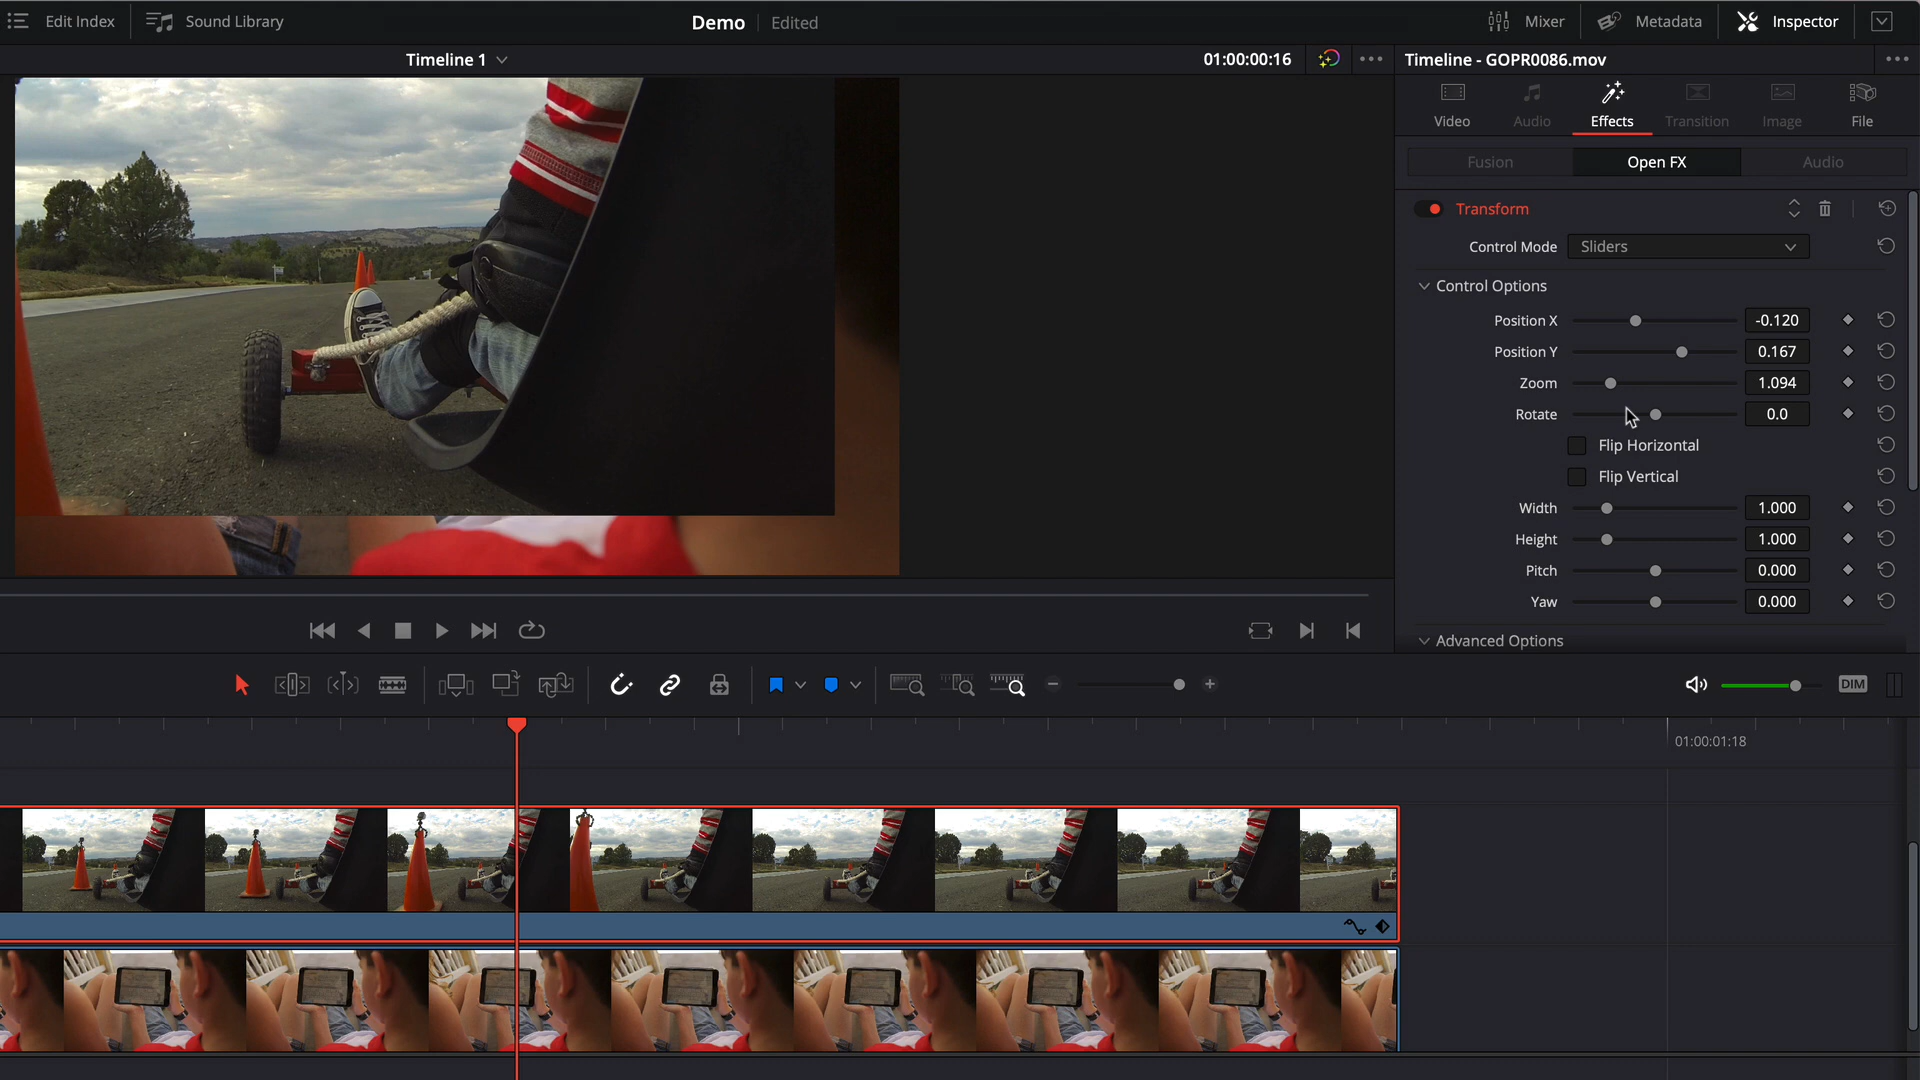 Edit Index
Sound Library
Demo
Edited
Mixer
Metadata
Inspector
Timeline 1
01:00:00:16
Timeline - GOPR0086.mov
Video
Audio
Effects
Transition
Image
File
Fusion
Open FX
Audio
Transform
Control Mode
Sliders
Control Options
Position X
-0.120
Position Y
0.167
Zoom
1.094
Rotate
0.0
Flip Horizontal
Flip Vertical
Width
1.000
Height
1.000
Pitch
0.000
Yaw
0.000
Advanced Options
DIM
01:00:01:18